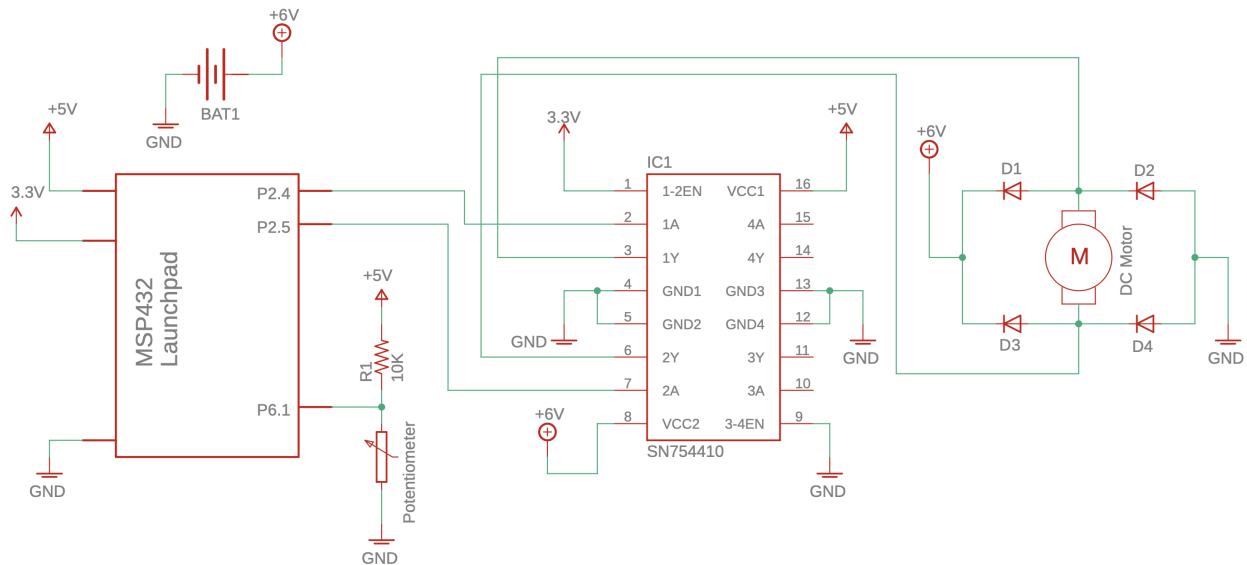 +6V
BAT1
GND
+5V
3.3V
MSP432
Launchpad
P2.4
P2.5
P6.1
GND
+5V
R1
10K
Potentiometer
GND
3.3V
+5V
IC1
1 1-2EN VCC1 16
2 1A 4A 15
3 1Y 4Y 14
4 GND1 GND3 13
5 GND2 GND4 12
6 2Y 3Y 11
7 2A 3A 10
8 VCC2 3-4EN 9
SN754410
GND
GND
+6V
GND
+6V
D1
D2
M
DC Motor
D3
D4
GND